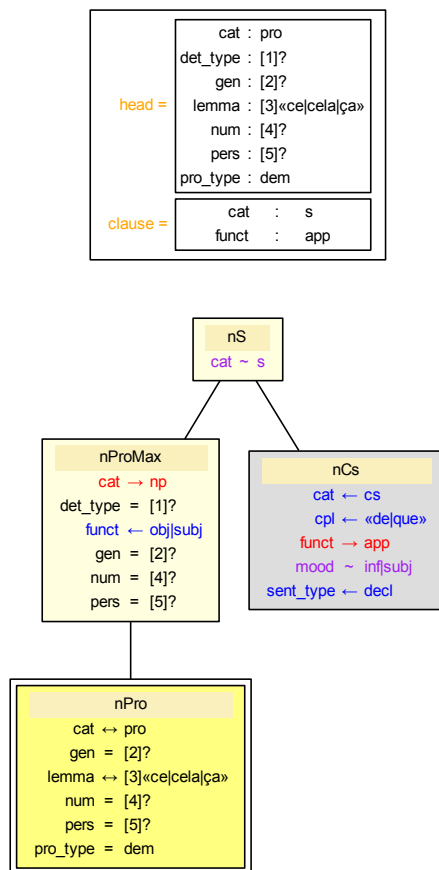 head =
cat : pro
det_type : [1]?
gen : [2]?
lemma : [3]«ce|cela|ça»
num : [4]?
pers : [5]?
pro_type : dem
clause =
cat : s
funct : app
nS
cat ~ s
nProMax
cat → np
det_type = [1]?
funct ← obj|subj
gen = [2]?
num = [4]?
pers = [5]?
nCs
cat ← cs
cpl ← «de|que»
funct → app
mood ~ inf|subj
sent_type ← decl
nPro
cat ↔ pro
gen = [2]?
lemma ↔ [3]«ce|cela|ça»
num = [4]?
pers = [5]?
pro_type = dem